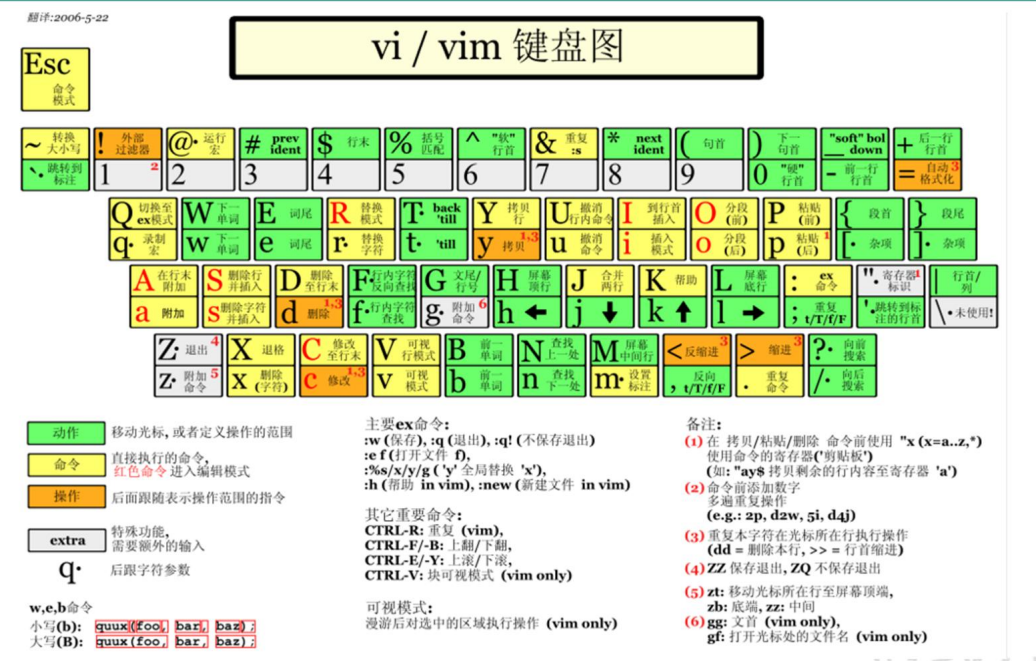 翻译:2006-5-22
vi / vim 键盘图
Esc
命令
模式
~ 转换
大小写
! 外部
过滤器
@· 运行
宏
# prev
ident
$ 行末
% 括号
匹配
^ "软"
行首
& 重复
:s
* next
ident
( 句首
) 下一
句首
"soft" bol
_ down
+ 后一行
行首
`· 跳转到
标注
1 2
2
3
4
5
6
7
8
9
0 "硬"
行首
- 前一行
行首
= 自动 3
格式化
Q 切换至
ex模式
W 下一
单词
E 词尾
R 替换
模式
T· back
'till
Y 拷贝
行
U 撤消
行内命令
I 到行首
插入
O 分段
(前)
P 粘贴
(前)
{ 段首
} 段尾
q· 录制
宏
w 下一
单词
e 词尾
r· 替换
字符
t· 'till
y 拷贝 1,3
u 撤消
命令
i 插入
模式
o 分段
(后)
p 粘贴 1
(后)
[· 杂项
]· 杂项
A 在行末
附加
S 删除行
并插入
D 删除
至行末
F· 行内字符
反向查找
G 文尾/
行号
H 屏幕
顶行
J 合并
两行
K 帮助
L 屏幕
底行
: ex
命令
"· 寄存器 1
标识
| 行首/
列
a 附加
s 删除字符
并插入
d 删除 1,3
f· 行内字符
查找
g· 附加 6
命令
h ←
j ↓
k ↑
l →
; 重复
t/T/f/F
'· 跳转到标
注的行首
\· 未使用!
Z· 退出 4
X 退格
C 修改
至行末
V 可视
行模式
B 前一
单词
N 查找
上一处
M 屏幕
中间行
< 反缩进 3
> 缩进 3
?· 向前
搜索
z· 附加 5
命令
x 删除
(字符)
c 修改 1,3
v 可视
模式
b 前一
单词
n 查找
下一处
m· 设置
标注
, 反向
t/T/f/F
. 重复
命令
/· 向后
搜索
动作 移动光标, 或者定义操作的范围
命令 直接执行的命令,
红色命令 进入编辑模式
操作 后面跟随表示操作范围的指令
extra 特殊功能,
需要额外的输入
q· 后跟字符参数
w,e,b命令
小写(b): quux(foo, bar, baz);
大写(B): quux(foo, bar, baz);
主要ex命令:
:w (保存), :q (退出), :q! (不保存退出)
:e f (打开文件 f),
:%s/x/y/g ('y' 全局替换 'x'),
:h (帮助 in vim), :new (新建文件 in vim)
其它重要命令:
CTRL-R: 重复 (vim),
CTRL-F/-B: 上翻/下翻,
CTRL-E/-Y: 上滚/下滚,
CTRL-V: 块可视模式 (vim only)
可视模式:
漫游后对选中的区域执行操作 (vim only)
备注:
(1) 在 拷贝/粘贴/删除 命令前使用 "x (x=a..z,*)
使用命令的寄存器('剪贴板')
(如: "ay$ 拷贝剩余的行内容至寄存器 'a')
(2) 命令前添加数字
多遍重复操作
(e.g.: 2p, d2w, 5i, d4j)
(3) 重复本字符在光标所在行执行操作
(dd = 删除本行, >> = 行首缩进)
(4) ZZ 保存退出, ZQ 不保存退出
(5) zt: 移动光标所在行至屏幕顶端,
zb: 底端, zz: 中间
(6) gg: 文首 (vim only),
gf: 打开光标处的文件名 (vim only)